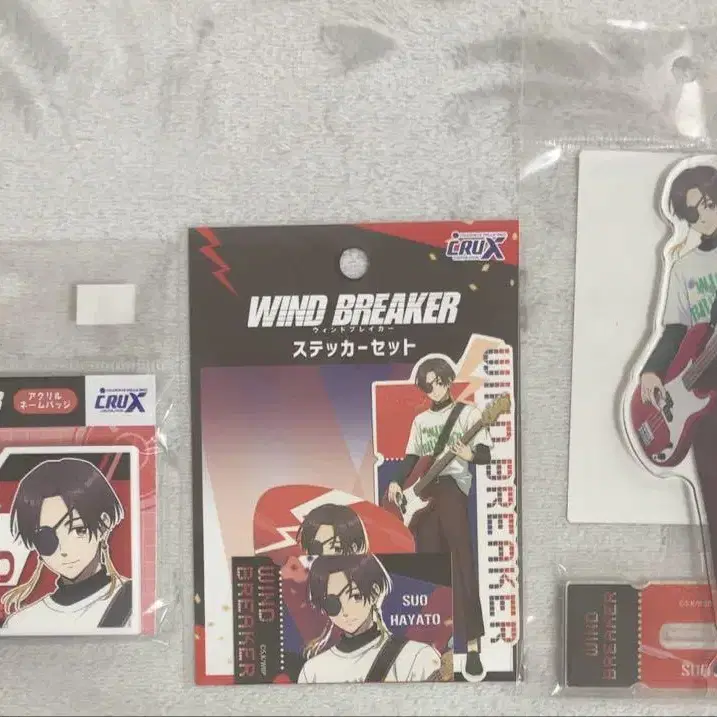 アクリル
ネームバッジ
CRUX
O
CRUX
WIND BREAKER
ウィンドブレイカー
ステッカーセット
WIND BREAKER
WIND
BREAKER
SUO
HAYATO
WIND
BREAKER
SUO